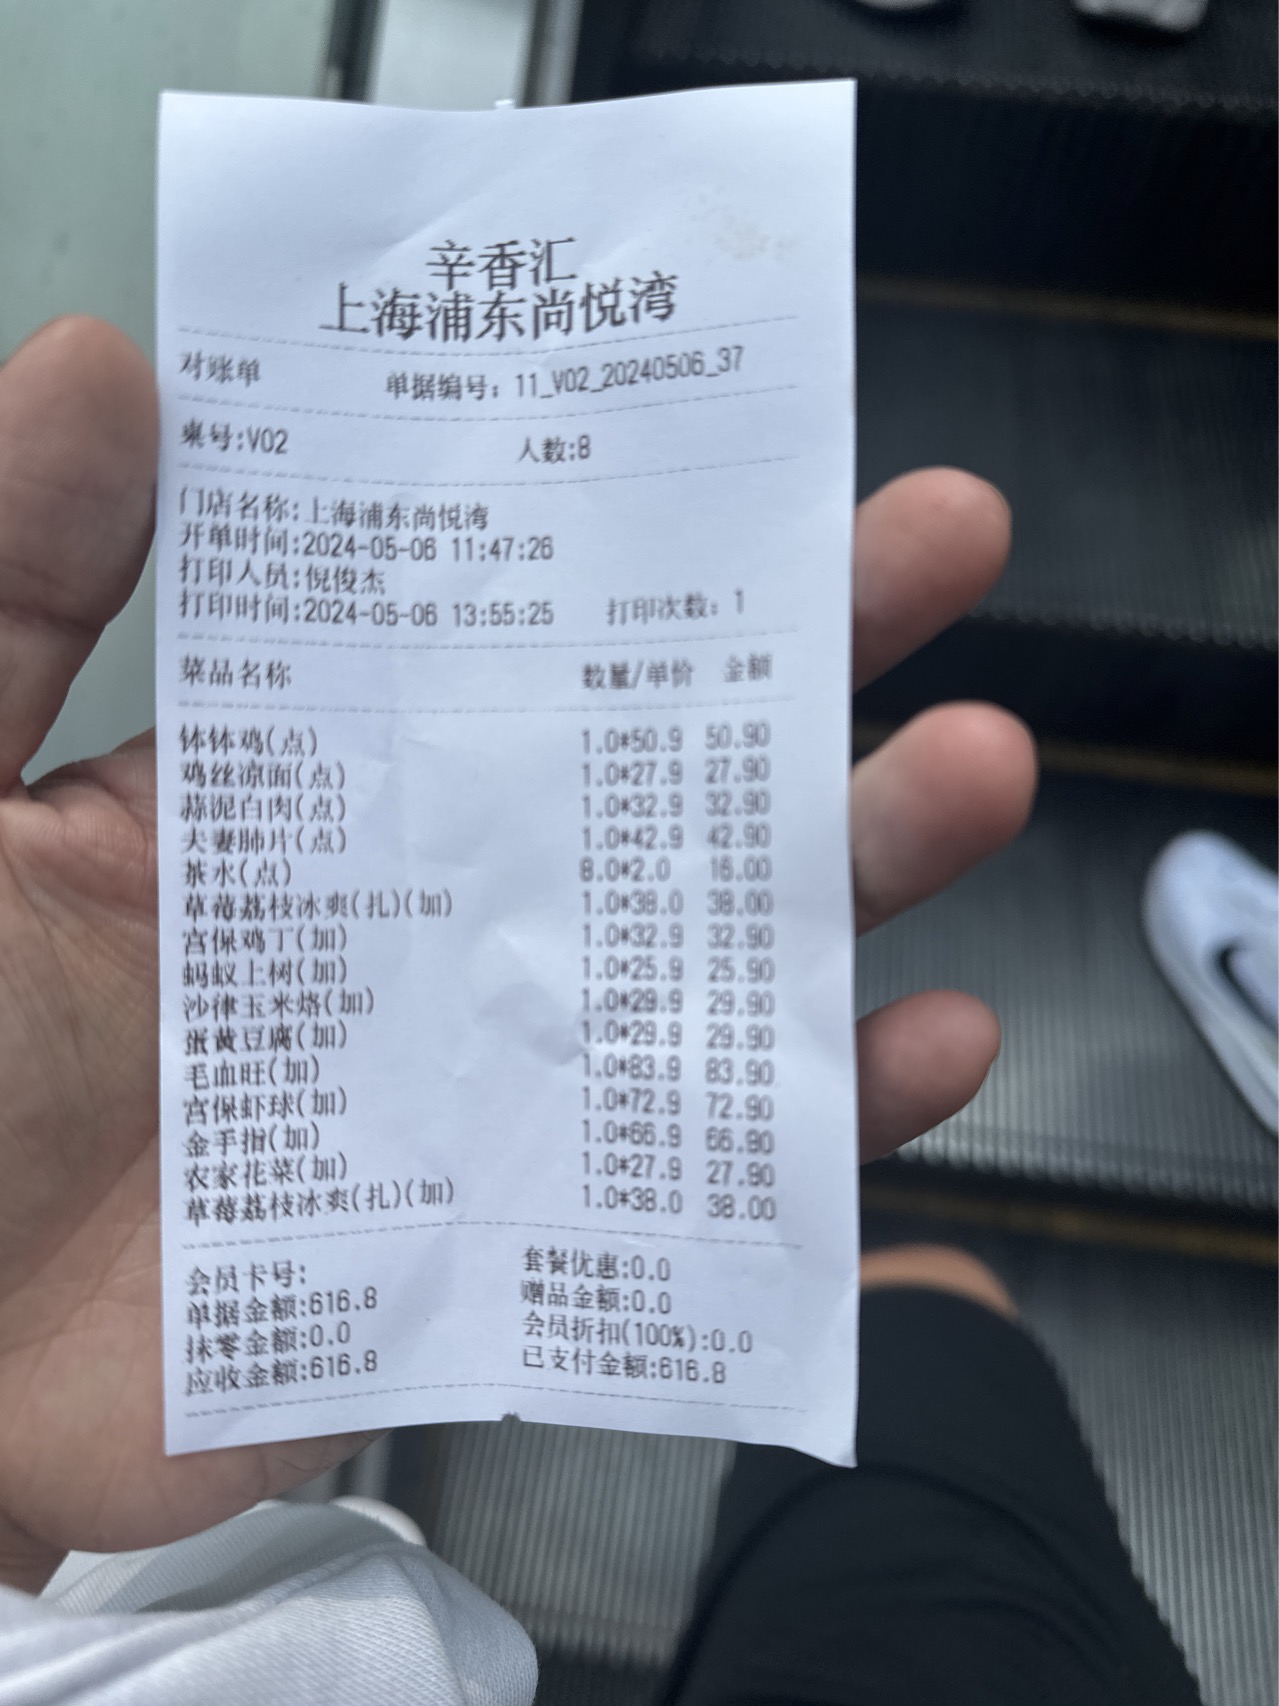 辛香汇
上海浦东尚悦湾
对账单 单据编号: 11_V02_20240506_37
桌号:V02 人数:8
门店名称:上海浦东尚悦湾
开单时间:2024-05-06 11:47:26
打印人员:倪俊杰
打印时间:2024-05-06 13:55:25 打印次数: 1
菜品名称 数量/单价 金额
钵钵鸡(点) 1.0*50.9 50.90
鸡丝凉面(点) 1.0*27.9 27.90
蒜泥白肉(点) 1.0*32.9 32.90
夫妻肺片(点) 1.0*42.9 42.90
茶水(点) 8.0*2.0 16.00
草莓荔枝冰爽(扎)(加) 1.0*38.0 38.00
宫保鸡丁(加) 1.0*32.9 32.90
蚂蚁上树(加) 1.0*25.9 25.90
沙律玉米烙(加) 1.0*29.9 29.90
蛋黄豆腐(加) 1.0*29.9 29.90
毛血旺(加) 1.0*83.9 83.90
宫保虾球(加) 1.0*72.9 72.90
金手指(加) 1.0*66.9 66.90
农家花菜(加) 1.0*27.9 27.90
草莓荔枝冰爽(扎)(加) 1.0*38.0 38.00
会员卡号: 套餐优惠:0.0
单据金额:616.8 赠品金额:0.0
抹零金额:0.0 会员折扣(100%):0.0
应收金额:616.8 已支付金额:616.8